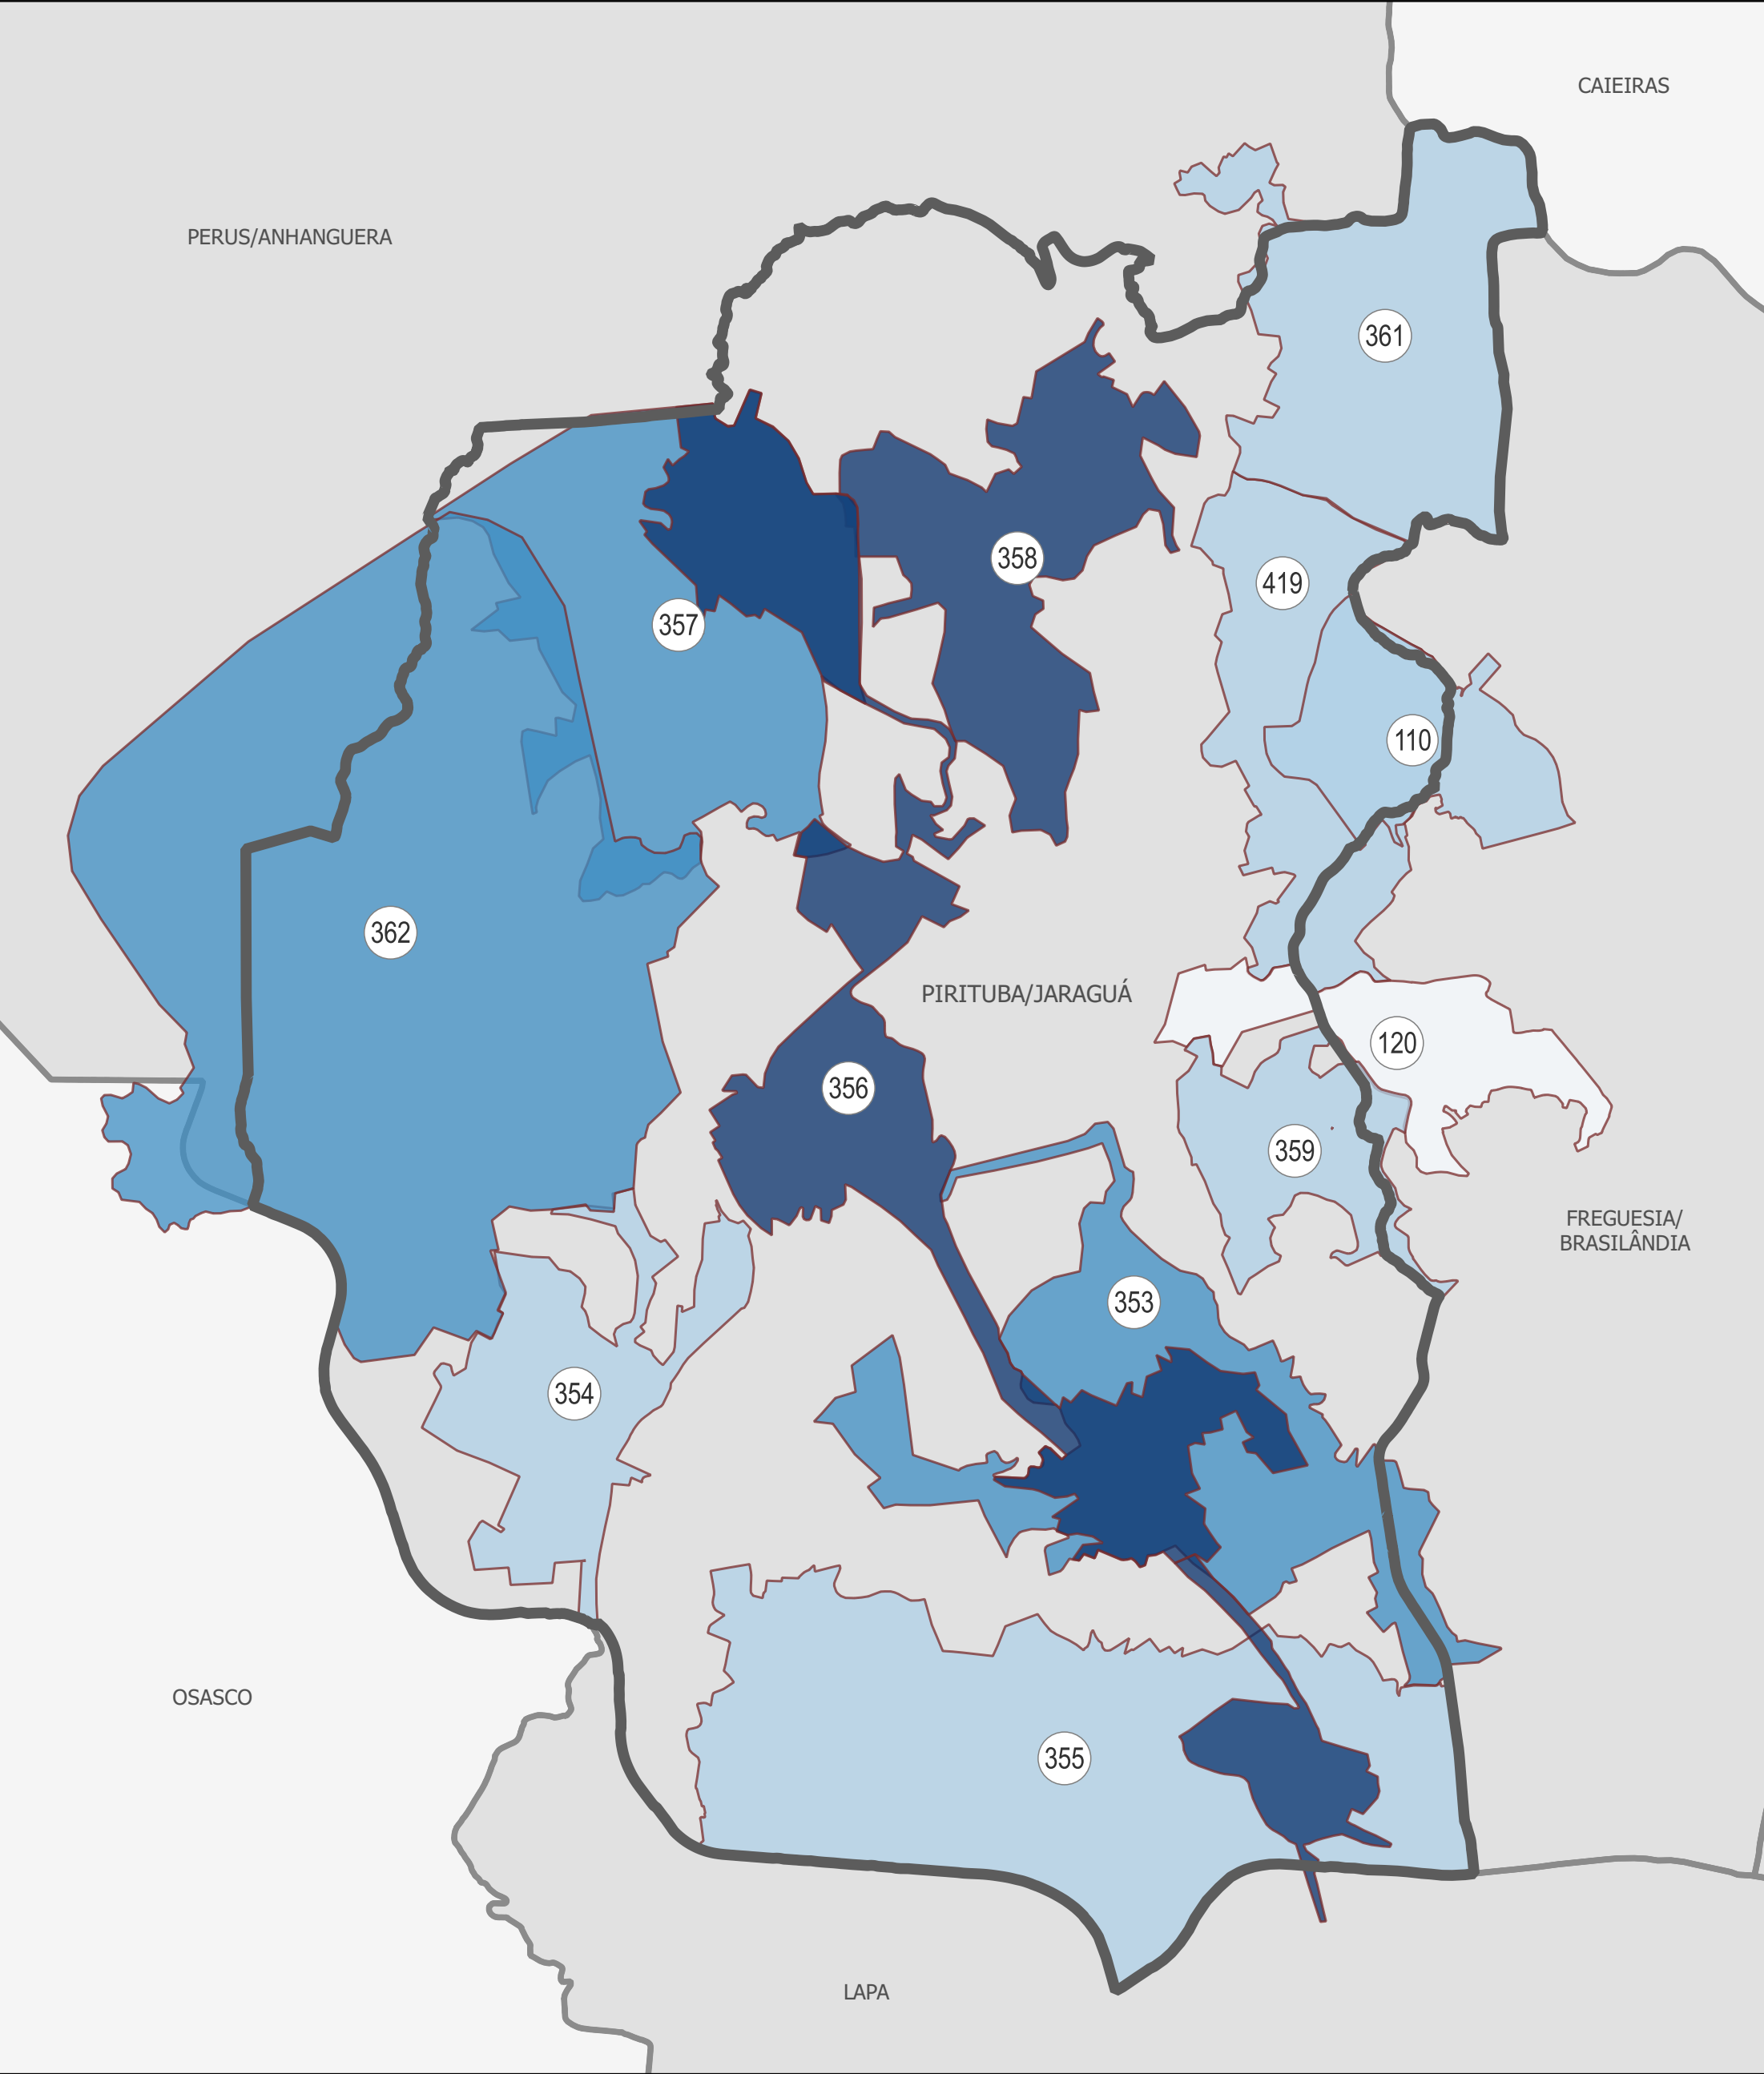 CAIEIRAS
PERUS/ANHANGUERA
361
358
419
357
110
362
PIRITUBA/JARAGUÁ
120
356
359
FREGUESIA/
BRASILÂNDIA
353
354
OSASCO
355
LAPA